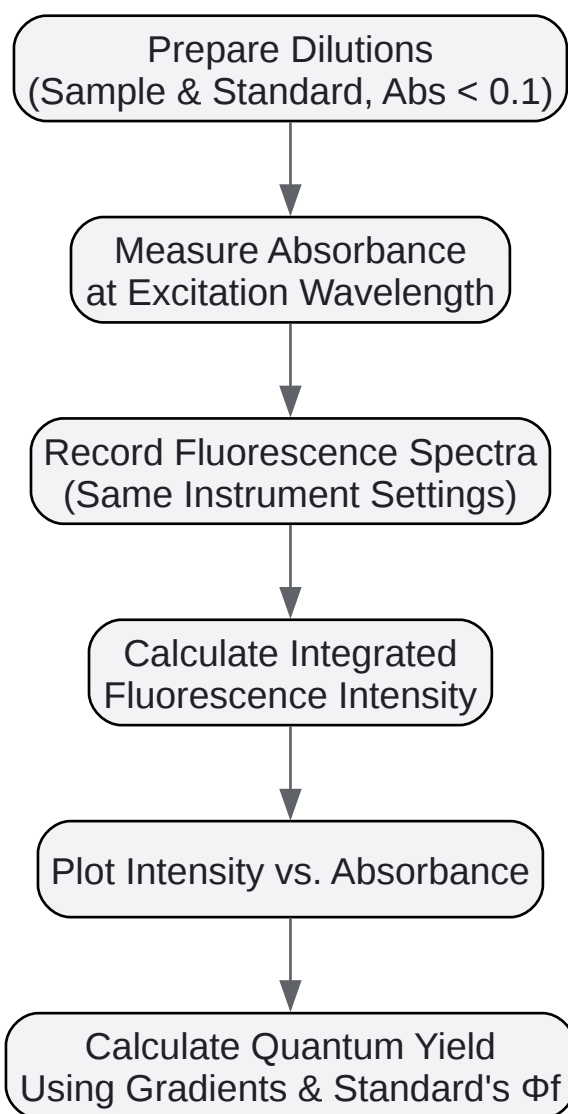 Prepare Dilutions
(Sample & Standard, Abs < 0.1)
Measure Absorbance
at Excitation Wavelength
Record Fluorescence Spectra
(Same Instrument Settings)
Calculate Integrated
Fluorescence Intensity
Plot Intensity vs. Absorbance
Calculate Quantum Yield
Using Gradients & Standard's Φf